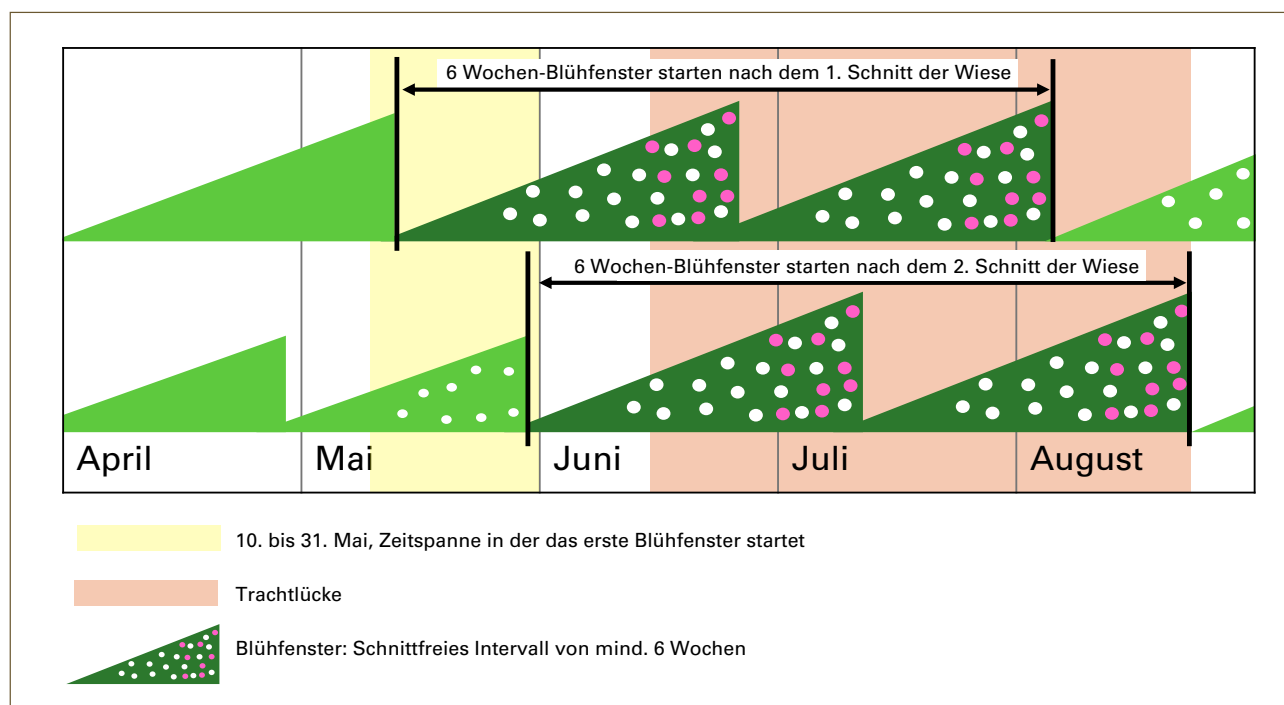 6 Wochen-Blühfenster starten nach dem 1. Schnitt der Wiese
6 Wochen-Blühfenster starten nach dem 2. Schnitt der Wiese
April Mai Juni Juli August
10. bis 31. Mai, Zeitspanne in der das erste Blühfenster startet
Trachtlücke
Blühfenster: Schnittfreies Intervall von mind. 6 Wochen